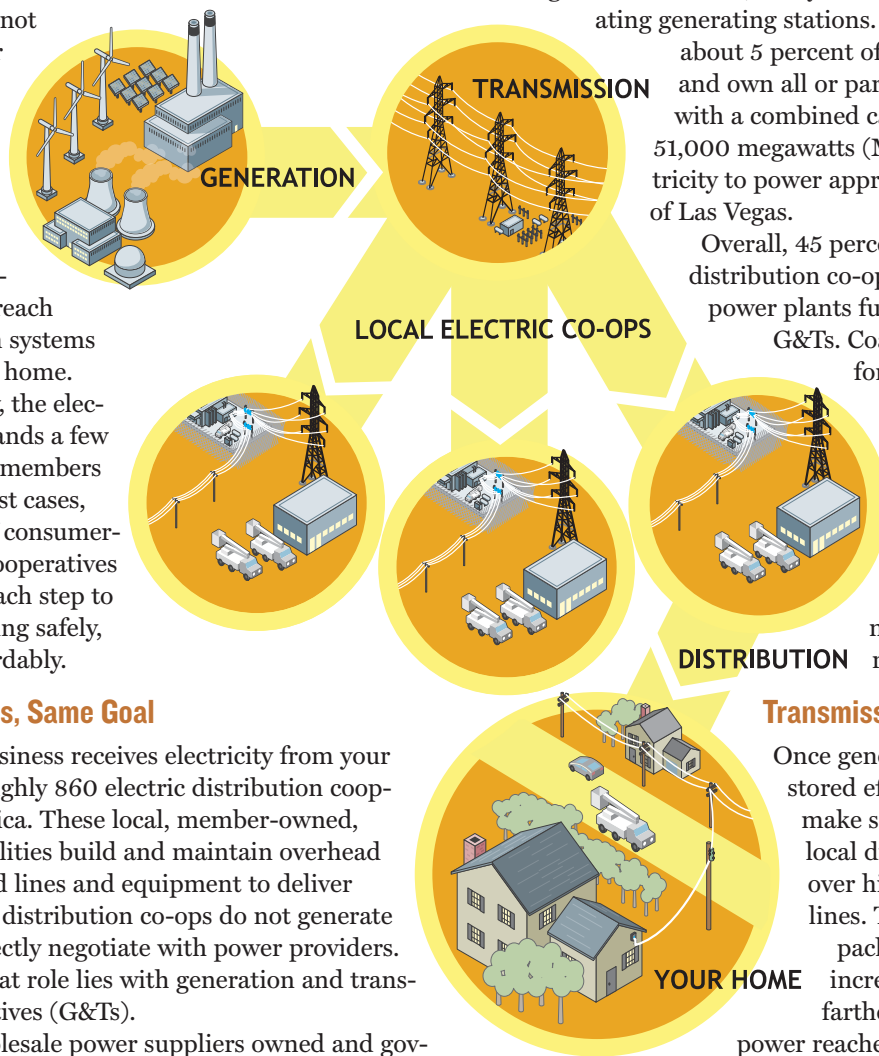 not
reach
systems
home.
, the elec-
ands a few
members
st cases,
consumer-
ooperatives
ach step to
ing safely,
rdably.
s, Same Goal
siness receives electricity from your
ghly 860 electric distribution coop-
ica. These local, member-owned,
lities build and maintain overhead
d lines and equipment to deliver
distribution co-ops do not generate
ectly negotiate with power providers.
at role lies with generation and trans-
tives (G&Ts).
olesale power suppliers owned and gov-
GENERATION
TRANSMISSION
LOCAL ELECTRIC CO-OPS
DISTRIBUTION
YOUR HOME
ating generating stations.
about 5 percent of
and own all or par
with a combined ca
51,000 megawatts (M
tricity to power appr
of Las Vegas.
Overall, 45 perce
distribution co-op
power plants fu
G&Ts. Coa
for
Transmiss
Once gene
stored ef
make s
local d
over hi
lines. T
pack
incre
farthe
power reache